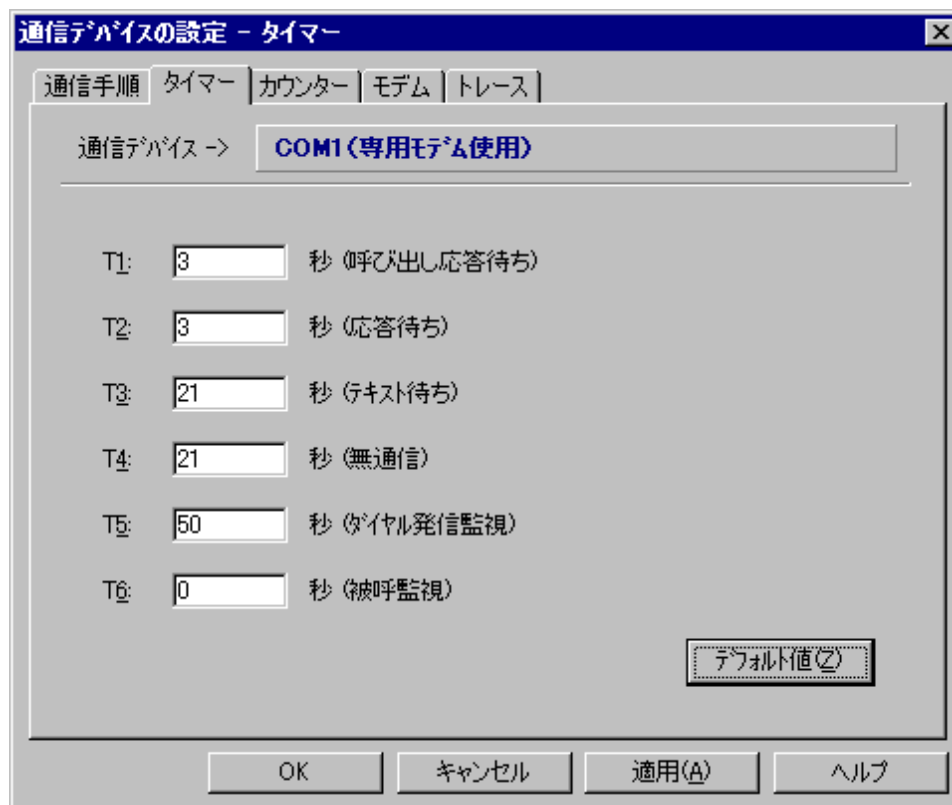 通信ﾃﾞﾊﾞｲｽの設定 - タイマー
通信手順 タイマー カウンター モデム トレース
通信ﾃﾞﾊﾞｲｽ -> COM1(専用ﾓﾃﾞﾑ使用)
T1: 3 秒 (呼び出し応答待ち)
T2: 3 秒 (応答待ち)
T3: 21 秒 (ﾃｷｽﾄ待ち)
T4: 21 秒 (無通信)
T5: 50 秒 (ﾀﾞｲﾔﾙ発信監視)
T6: 0 秒 (被呼監視)
ﾃﾞﾌｫﾙﾄ値(Z)
OK キャンセル 適用(A) ヘルプ